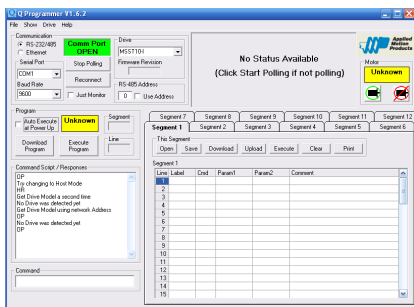 Q Programmer V1.6.2
File Show Drive Help
Communication
RS-232/485
Ethernet
Comm Port OPEN
Drive
MSST10-I
Serial Port
COM1
Stop Polling
Firmware Revision
Baud Rate
9600
Reconnect
Just Monitor
RS-485 Address
0 Use Address
No Status Available
(Click Start Polling if not polling)
Applied Motion Products
Motor
Unknown
Program
Auto Execute at Power Up
Unknown
Segment
Line
Download Program
Execute Program
Segment 7 Segment 8 Segment 9 Segment 10 Segment 11 Segment 12
Segment 1 Segment 2 Segment 3 Segment 4 Segment 5 Segment 6
This Segment
Open Save Download Upload Execute Clear Print
Segment 1
Line Label Cmd Param1 Param2 Comment
1
2
3
4
5
6
7
8
9
10
11
12
13
14
15
Command Script / Responses
OP
Try changing to Host Mode
HR
Get Drive Model a second time
No Drive was detected yet
Get Drive Model using network Address
OP
No Drive was detected yet
OP
Command